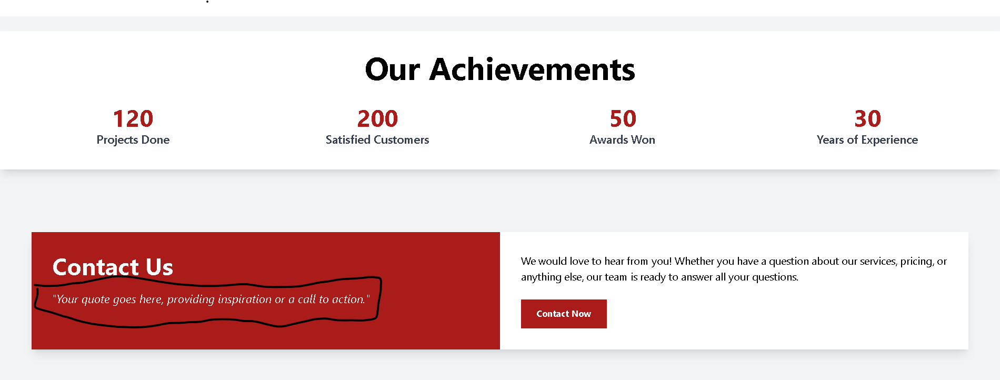 Our Achievements
120
Projects Done
200
Satisfied Customers
50
Awards Won
30
Years of Experience
Contact Us
"Your quote goes here, providing inspiration or a call to action."
We would love to hear from you! Whether you have a question about our services, pricing, or
anything else, our team is ready to answer all your questions.
Contact Now